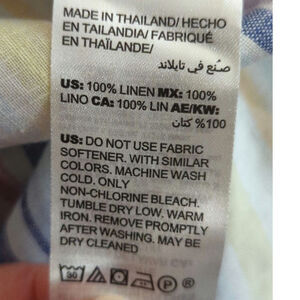 MADE IN THAILAND/ HECHO
EN TAILANDIA/ FABRIQUÉ
EN THAÏLANDE/
صنع في تايلاند
US: 100% LINEN MX: 100%
LINO CA: 100% LIN AE/KW:
100% كتان
US: DO NOT USE FABRIC
SOFTENER. WITH SIMILAR
COLORS. MACHINE WASH
COLD. ONLY
NON-CHLORINE BLEACH.
TUMBLE DRY LOW. WARM
IRON. REMOVE PROMPTLY
AFTER WASHING. MAY BE
DRY CLEANED
30 P